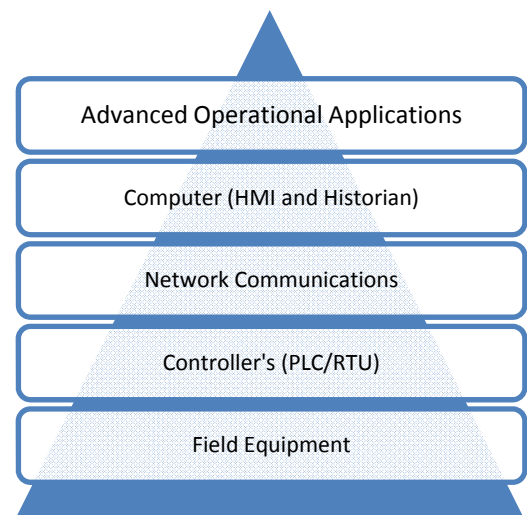 Advanced Operational Applications
Computer (HMI and Historian)
Network Communications
Controller's (PLC/RTU)
Field Equipment